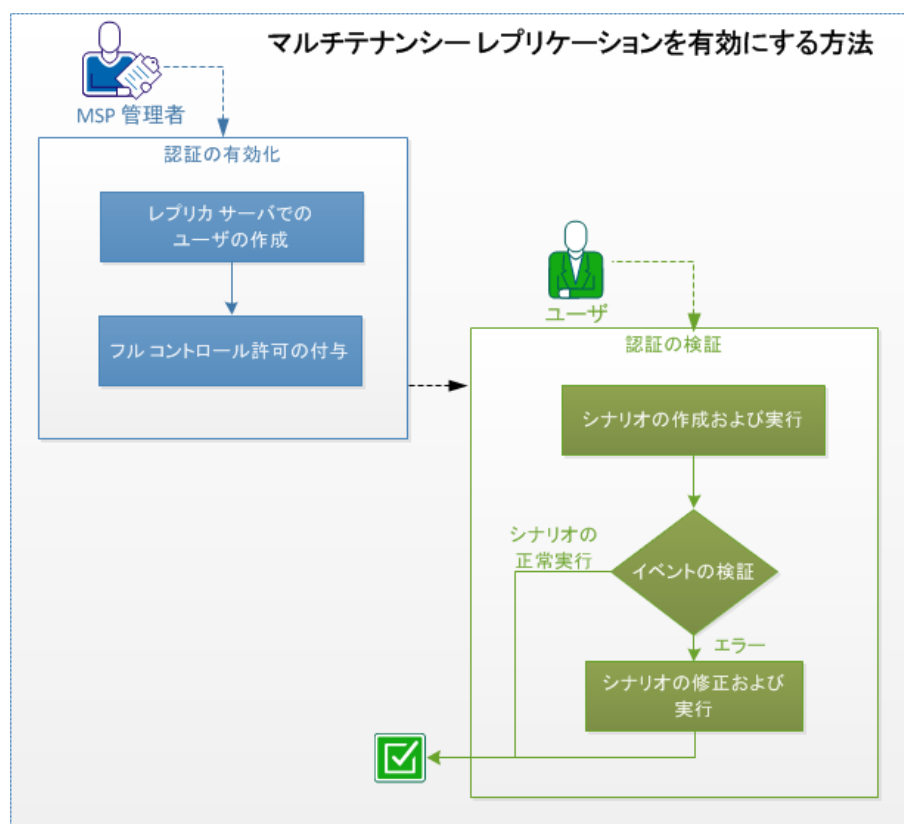 マルチテナンシー レプリケーションを有効にする方法
MSP 管理者
認証の有効化
レプリカ サーバでの
ユーザの作成
フル コントロール許可の付与
ユーザ
認証の検証
シナリオの作成および実行
シナリオの
正常実行
イベントの検証
エラー
シナリオの修正および
実行